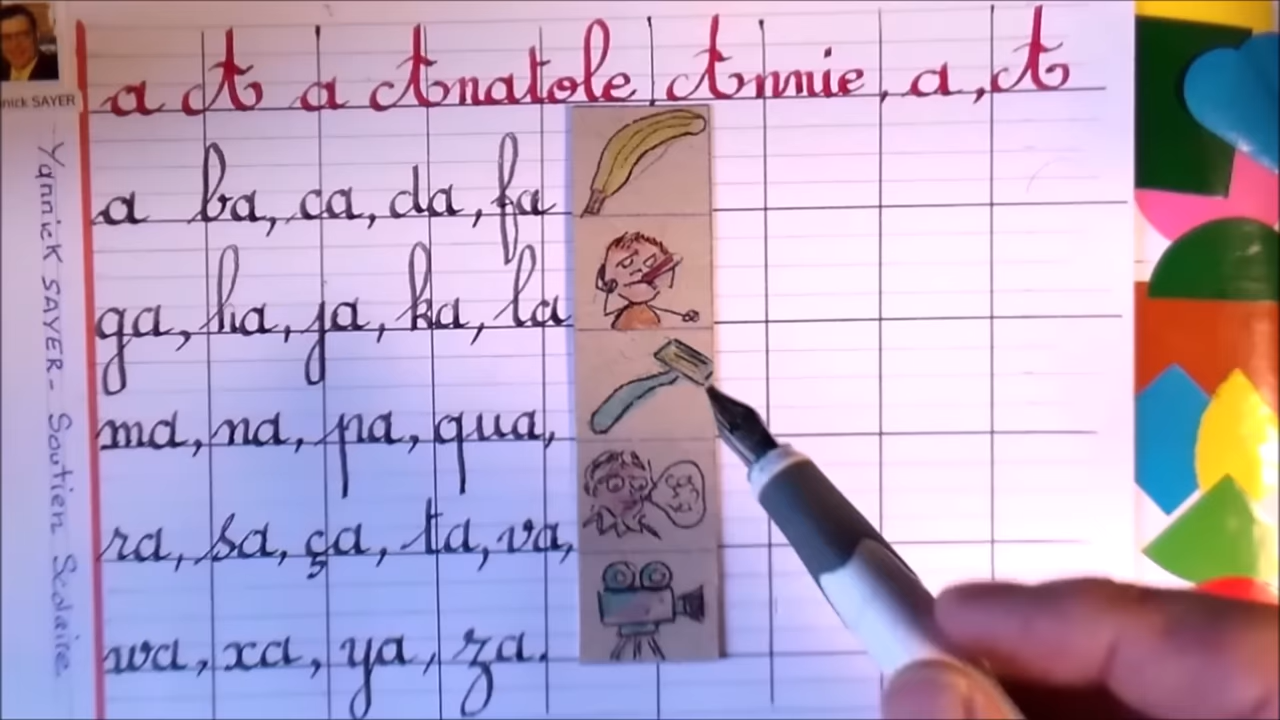 a A a Anatole Annie, a, A
nick SAYER
a ba, ca, da, fa
ga, ha, ja, ka, la
ma, na, pa, qua,
ra, sa, ça, ta, va,
wa, xa, ya, za.
Yannick SAYER - Soutien Scolaire